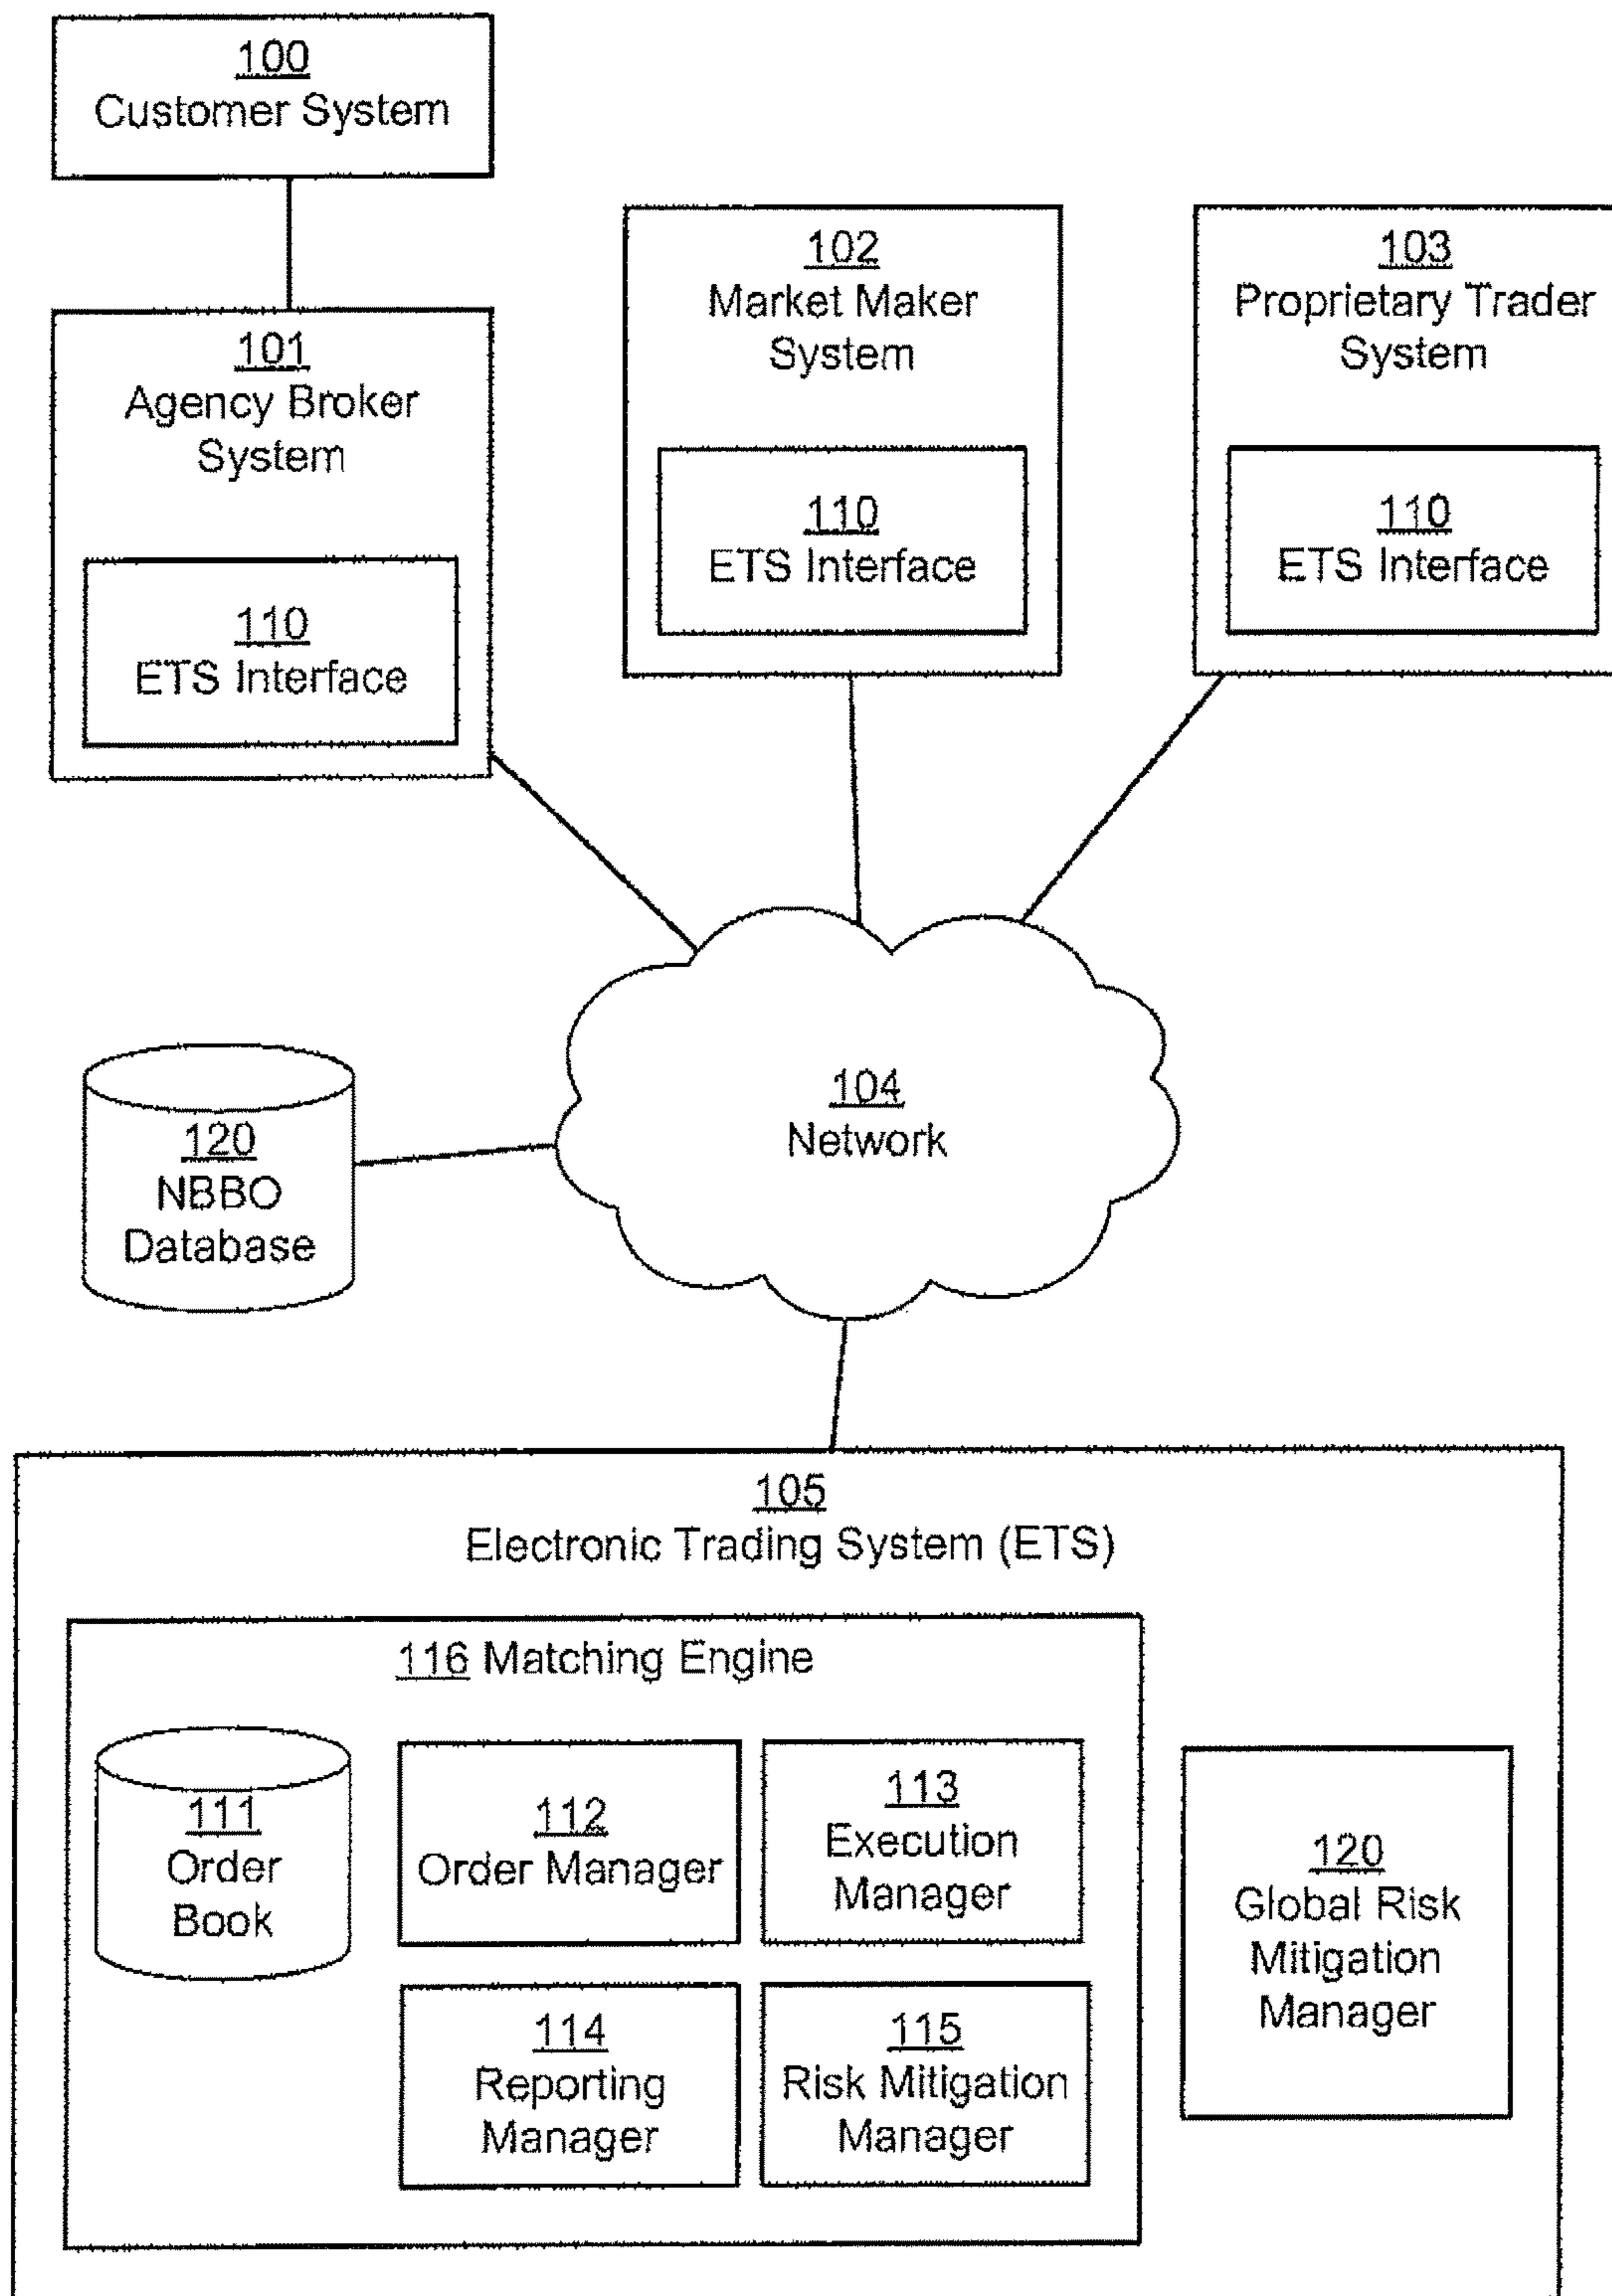 100
Customer System
101
Agency Broker
System
110
ETS Interface
102
Market Maker
System
110
ETS Interface
103
Proprietary Trader
System
110
ETS Interface
104
Network
120
NBBO
Database
105
Electronic Trading System (ETS)
116 Matching Engine
111
Order
Book
112
Order Manager
113
Execution
Manager
114
Reporting
Manager
115
Risk Mitigation
Manager
120
Global Risk
Mitigation
Manager